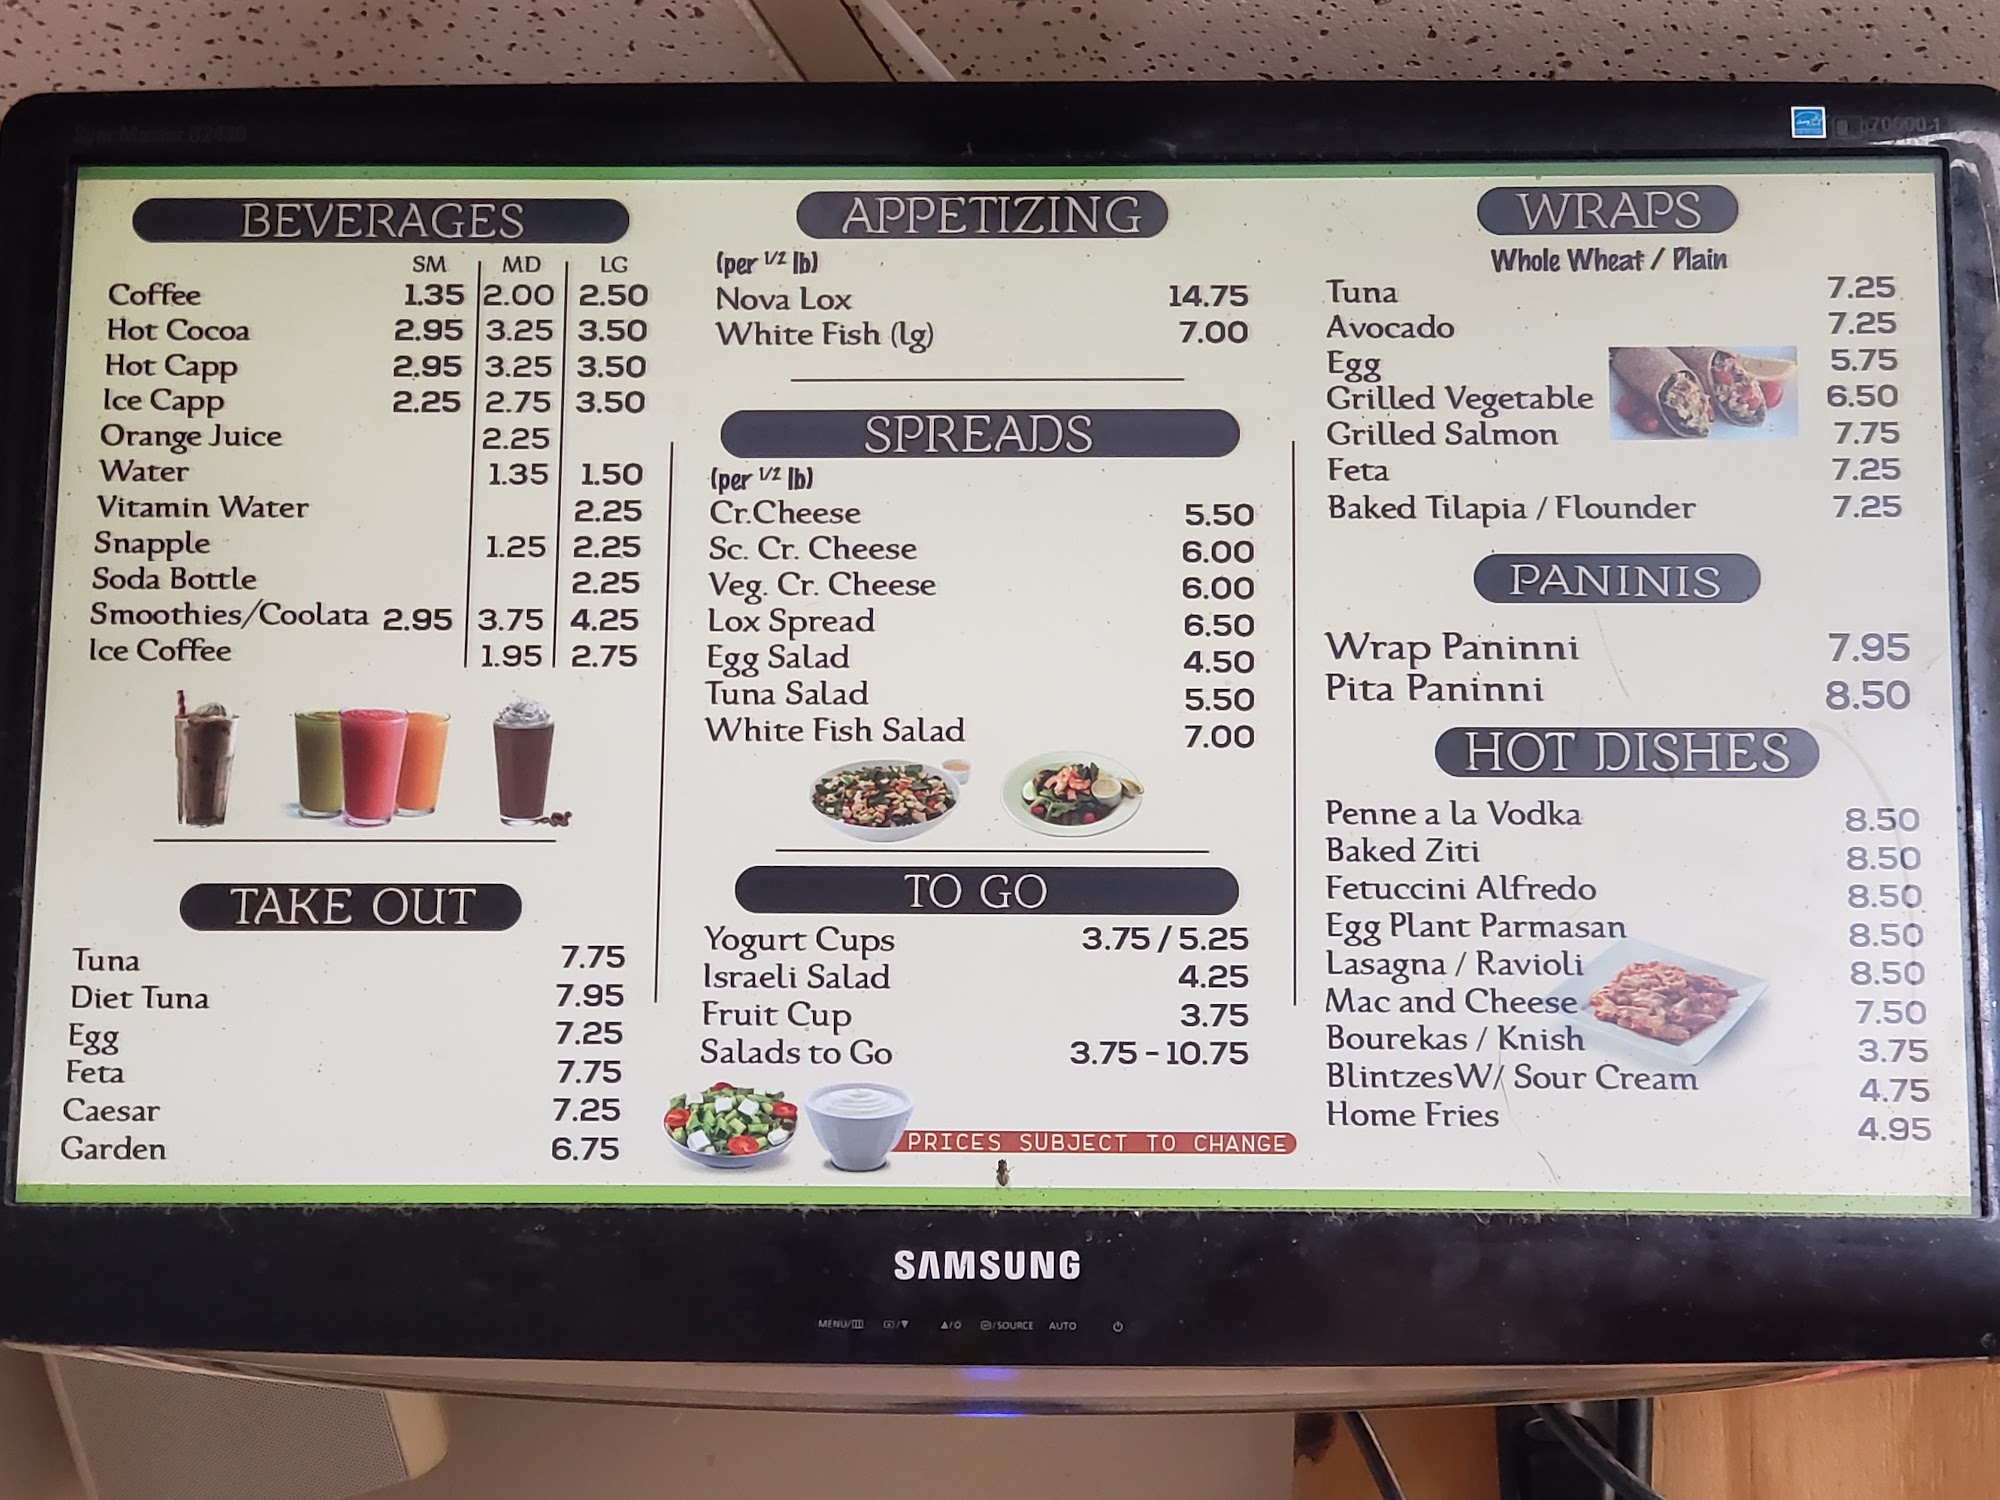 BEVERAGES
SM MD LG
Coffee 1.35 2.00 2.50
Hot Cocoa 2.95 3.25 3.50
Hot Capp 2.95 3.25 3.50
Ice Capp 2.25 2.75 3.50
Orange Juice 2.25
Water 1.35 1.50
Vitamin Water 2.25
Snapple 1.25 2.25
Soda Bottle 2.25
Smoothies/Coolata 2.95 3.75 4.25
Ice Coffee 1.95 2.75
TAKE OUT
Tuna 7.75
Diet Tuna 7.95
Egg 7.25
Feta 7.75
Caesar 7.25
Garden 6.75
APPETIZING
(per 1/2 lb)
Nova Lox 14.75
White Fish (lg) 7.00
SPREADS
(per 1/2 lb)
Cr.Cheese 5.50
Sc. Cr. Cheese 6.00
Veg. Cr. Cheese 6.00
Lox Spread 6.50
Egg Salad 4.50
Tuna Salad 5.50
White Fish Salad 7.00
TO GO
Yogurt Cups 3.75 / 5.25
Israeli Salad 4.25
Fruit Cup 3.75
Salads to Go 3.75 - 10.75
PRICES SUBJECT TO CHANGE
WRAPS
Whole Wheat / Plain
Tuna 7.25
Avocado 7.25
Egg 5.75
Grilled Vegetable 6.50
Grilled Salmon 7.75
Feta 7.25
Baked Tilapia / Flounder 7.25
PANINIS
Wrap Paninni 7.95
Pita Paninni 8.50
HOT DISHES
Penne a la Vodka 8.50
Baked Ziti 8.50
Fetuccini Alfredo 8.50
Egg Plant Parmasan 8.50
Lasagna / Ravioli 8.50
Mac and Cheese 7.50
Bourekas / Knish 3.75
Blintzes W/ Sour Cream 4.75
Home Fries 4.95
SAMSUNG
MENU/ /SOURCE AUTO